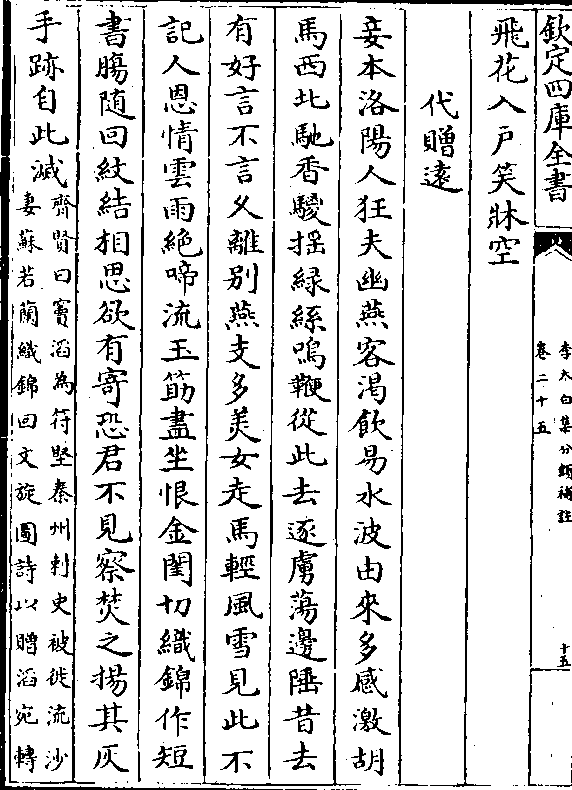 欽定四庫全書
李太白集分類補註
卷二十五
十五
飛花入戶笑牀空
代贈遠
妾本洛陽人狂夫幽燕客渴飲易水波由來多感激胡
馬西北馳香騣揺緑絲鳴鞭從此去逐虜蕩邊陲昔去
有好言不言久離别燕支多美女走馬輕風雪見此不
記人恩情雲雨絶啼流玉筯盡坐恨金閨切織錦作短
書膓隨回紋結相思欲有寄恐君不見察焚之揚其灰
手跡自此滅
齊賢曰竇滔為苻堅秦州刺史被徙流沙
妻蘇若蘭織錦回文旋圖詩以贈滔宛轉